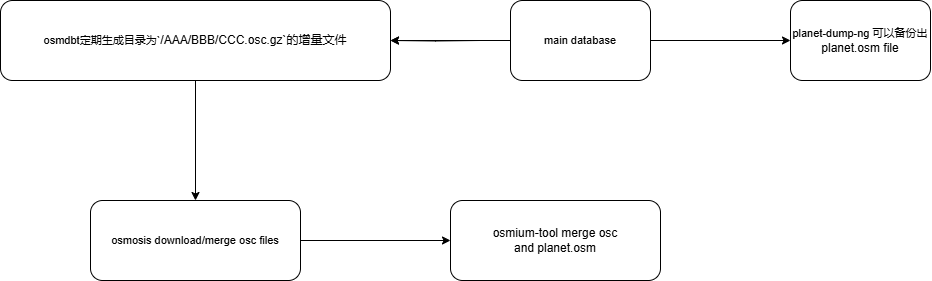 osmdbt定期生成目录为`/AAA/BBB/CCC.osc.gz`的增量文件
main database
planet-dump-ng 可以备份出
planet.osm file
osmosis download/merge osc files
osmium-tool merge osc
and planet.osm